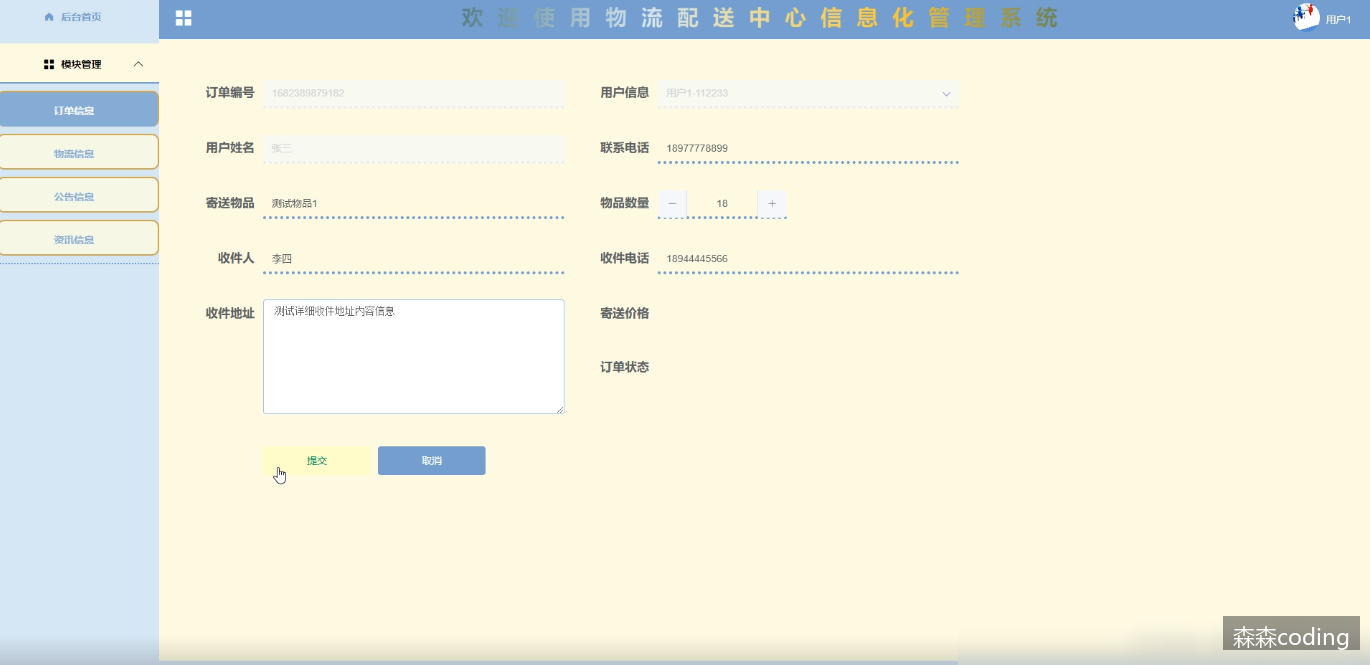 后台首页
欢迎使用物流配送中心信息化管理系统
用户1
模块管理
订单信息
物流信息
公告信息
资讯信息
订单编号 1682389879182 用户信息 用户1-112233
用户姓名 张三 联系电话 18977778899
寄送物品 测试物品1 物品数量 － 18 ＋
收件人 李四 收件电话 18944445566
收件地址 测试详细收件地址内容信息 寄送价格
订单状态
提交 取消
森森coding